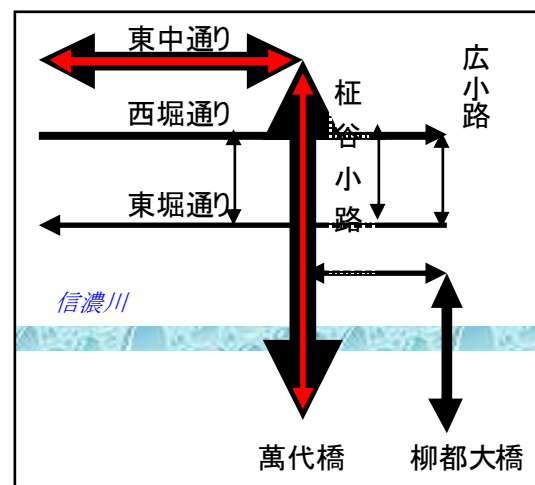 東中通り
広小路
柾谷小路
西堀通り
東堀通り
信濃川
萬代橋
柳都大橋